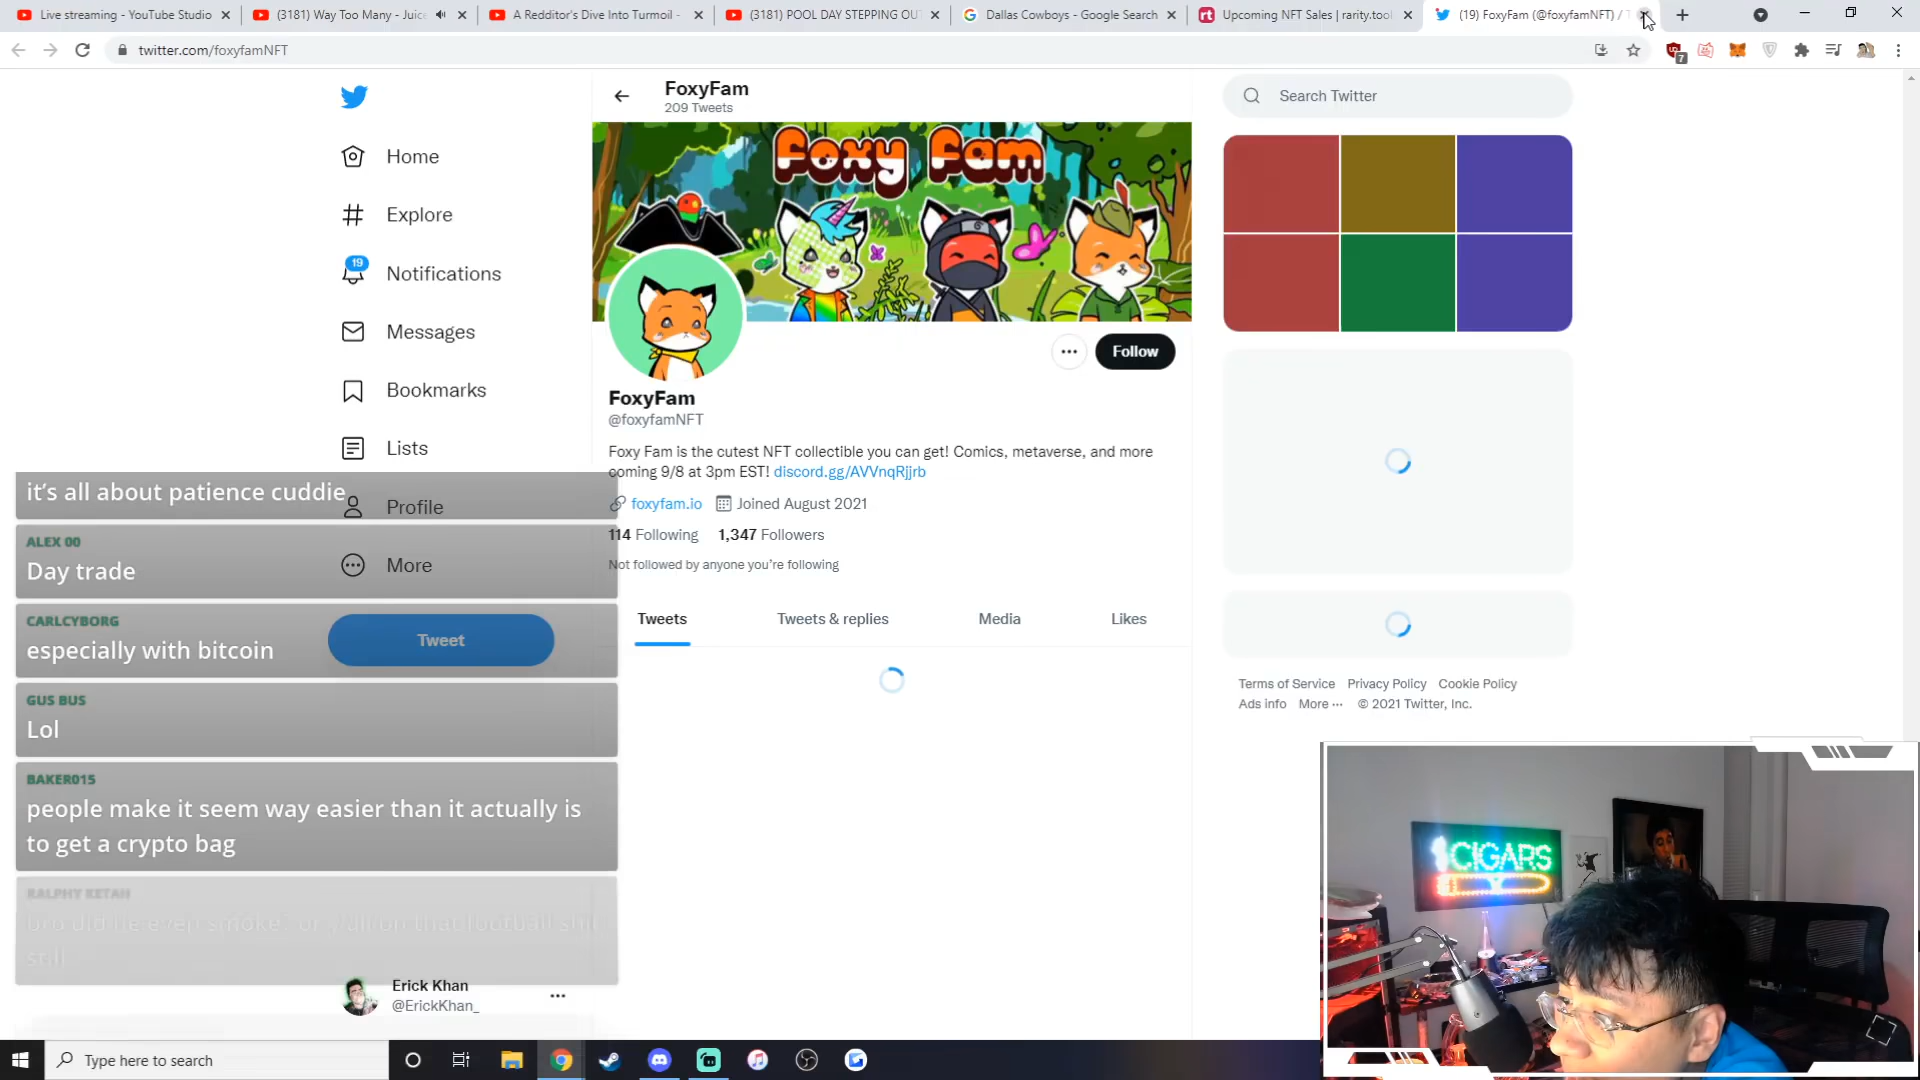 Live streaming - YouTube Studio
(3181) Way Too Many - Juice
A Redditor's Dive Into Turmoil -
(3181) POOL DAY STEPPING OU
Dallas Cowboys - Google Search
Upcoming NFT Sales | rarity.tool
(19) FoxyFam (@foxyfamNFT) / T
twitter.com/foxyfamNFT
7
FoxyFam
209 Tweets
Search Twitter
Foxy Fam
Home
Explore
19
Notifications
Messages
Bookmarks
Lists
Profile
More
Tweet
Follow
FoxyFam
@foxyfamNFT
Foxy Fam is the cutest NFT collectible you can get! Comics, metaverse, and more
coming 9/8 at 3pm EST! discord.gg/AVVnqRjjrb
foxyfam.io Joined August 2021
114 Following 1,347 Followers
Not followed by anyone you're following
Tweets Tweets & replies Media Likes
Terms of Service Privacy Policy Cookie Policy
Ads info More ··· © 2021 Twitter, Inc.
it's all about patience cuddie
ALEX 00
Day trade
CARLCYBORG
especially with bitcoin
GUS BUS
Lol
BAKER015
people make it seem way easier than it actually is
to get a crypto bag
RALPHY KETAH
still
Erick Khan
@ErickKhan_
CIGARS
Type here to search